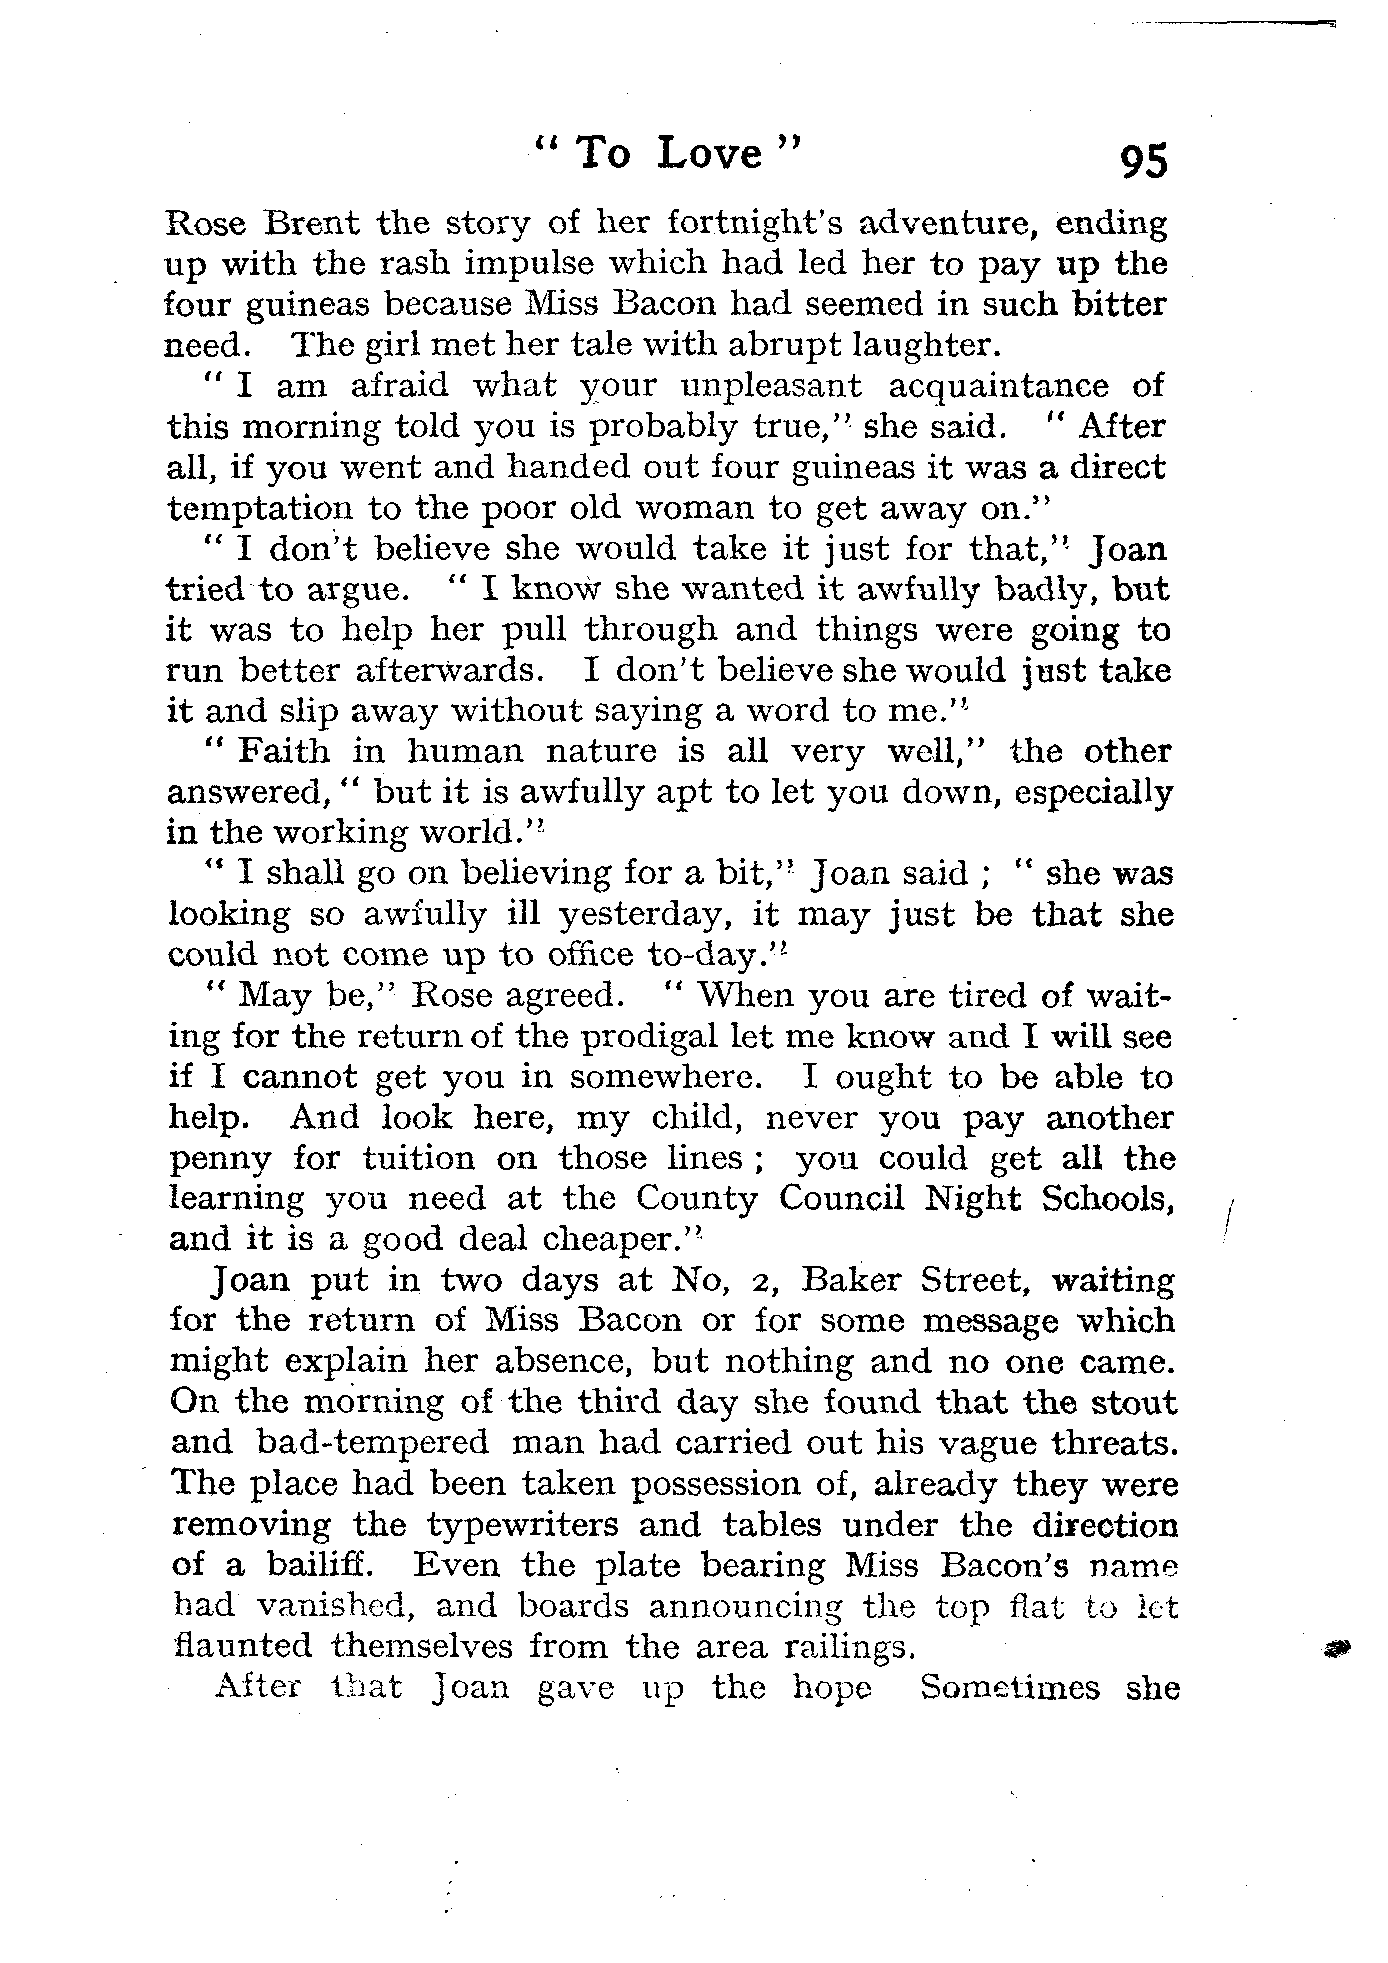 “ To Love ” 95
Rose Brent the story of her fortnight's adventure, ending
up with the rash impulse which had led her to pay up the
four guineas because Miss Bacon had seemed in such bitter
need. The girl met her tale with abrupt laughter.
“ I am afraid what your unpleasant acquaintance of
this morning told you is probably true,” she said. “ After
all, if you went and handed out four guineas it was a direct
temptation to the poor old woman to get away on.”
“ I don't believe she would take it just for that,” Joan
tried to argue. “ I know she wanted it awfully badly, but
it was to help her pull through and things were going to
run better afterwards. I don't believe she would just take
it and slip away without saying a word to me.”
“ Faith in human nature is all very well,” the other
answered, “ but it is awfully apt to let you down, especially
in the working world.”
“ I shall go on believing for a bit,” Joan said ; “ she was
looking so awfully ill yesterday, it may just be that she
could not come up to office to-day.”
“ May be,” Rose agreed. “ When you are tired of wait-
ing for the return of the prodigal let me know and I will see
if I cannot get you in somewhere. I ought to be able to
help. And look here, my child, never you pay another
penny for tuition on those lines ; you could get all the
learning you need at the County Council Night Schools,
and it is a good deal cheaper.”
Joan put in two days at No, 2, Baker Street, waiting
for the return of Miss Bacon or for some message which
might explain her absence, but nothing and no one came.
On the morning of the third day she found that the stout
and bad-tempered man had carried out his vague threats.
The place had been taken possession of, already they were
removing the typewriters and tables under the direction
of a bailiff. Even the plate bearing Miss Bacon's name
had vanished, and boards announcing the top flat to let
flaunted themselves from the area railings.
After that Joan gave up the hope Sometimes she